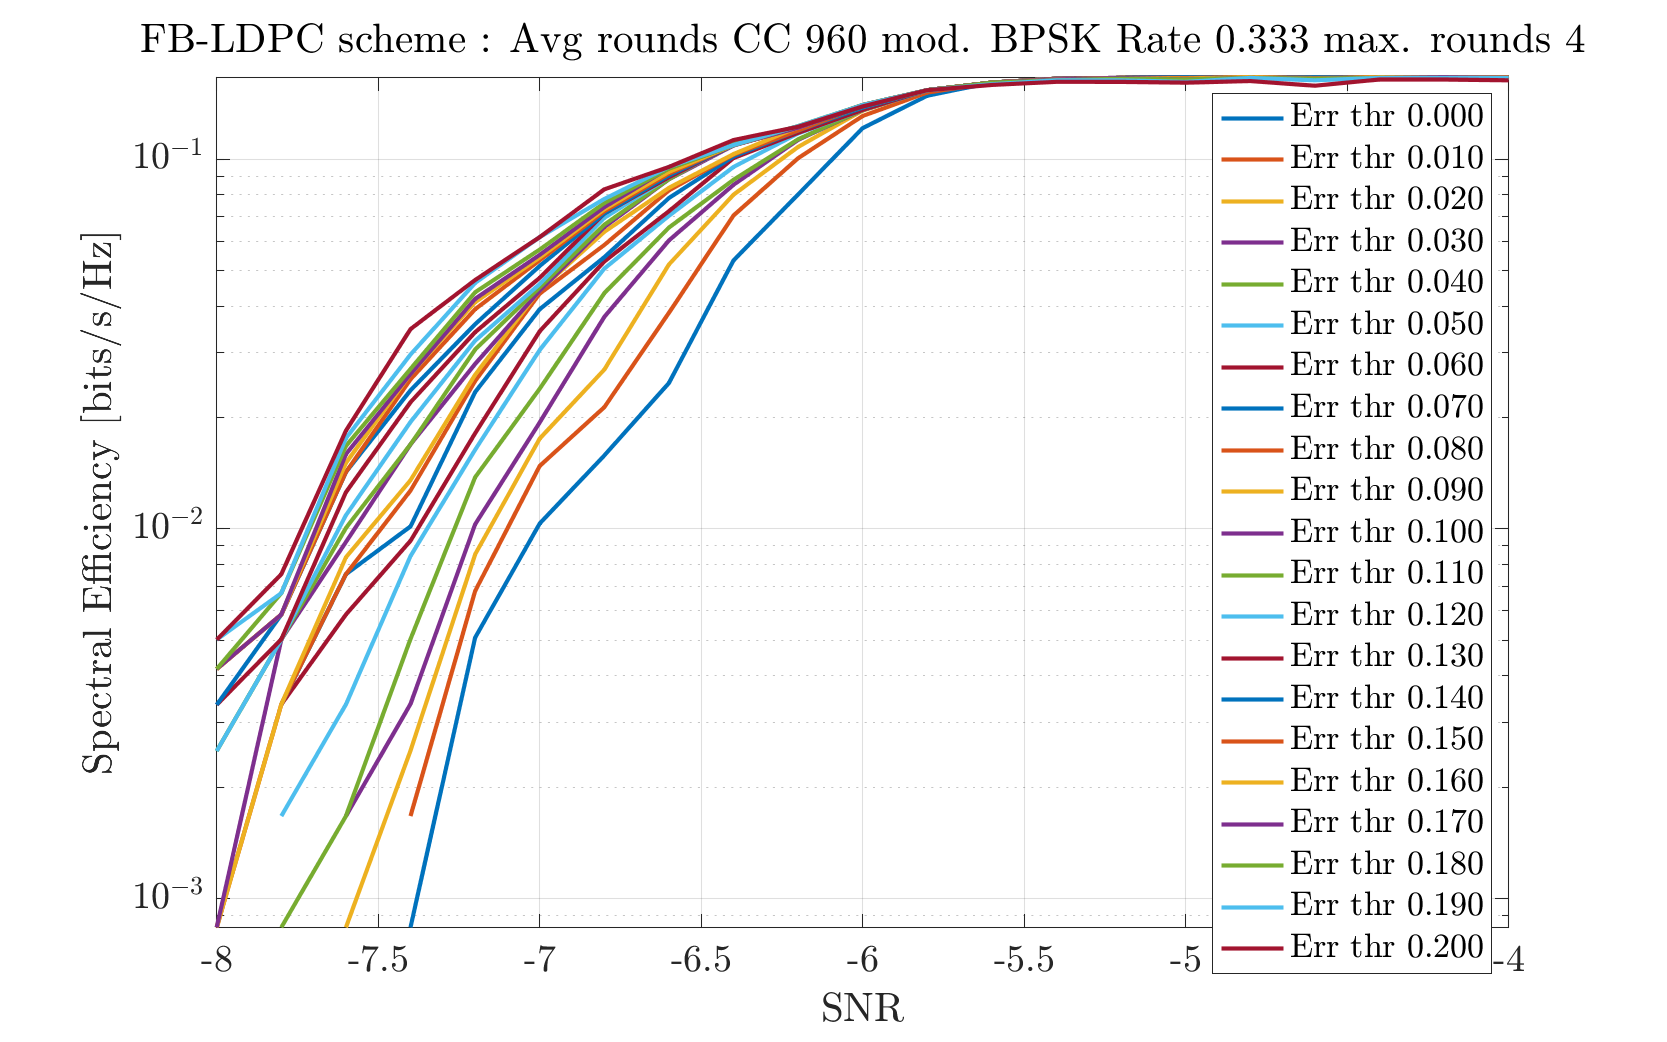 FB-LDPC scheme : Avg rounds CC 960 mod. BPSK Rate 0.333 max. rounds 4
Spectral Efficiency [bits/s/Hz]
10^-1
10^-2
10^-3
-8 -7.5 -7 -6.5 -6 -5.5 -5 -4
SNR
Err thr 0.000
Err thr 0.010
Err thr 0.020
Err thr 0.030
Err thr 0.040
Err thr 0.050
Err thr 0.060
Err thr 0.070
Err thr 0.080
Err thr 0.090
Err thr 0.100
Err thr 0.110
Err thr 0.120
Err thr 0.130
Err thr 0.140
Err thr 0.150
Err thr 0.160
Err thr 0.170
Err thr 0.180
Err thr 0.190
Err thr 0.200